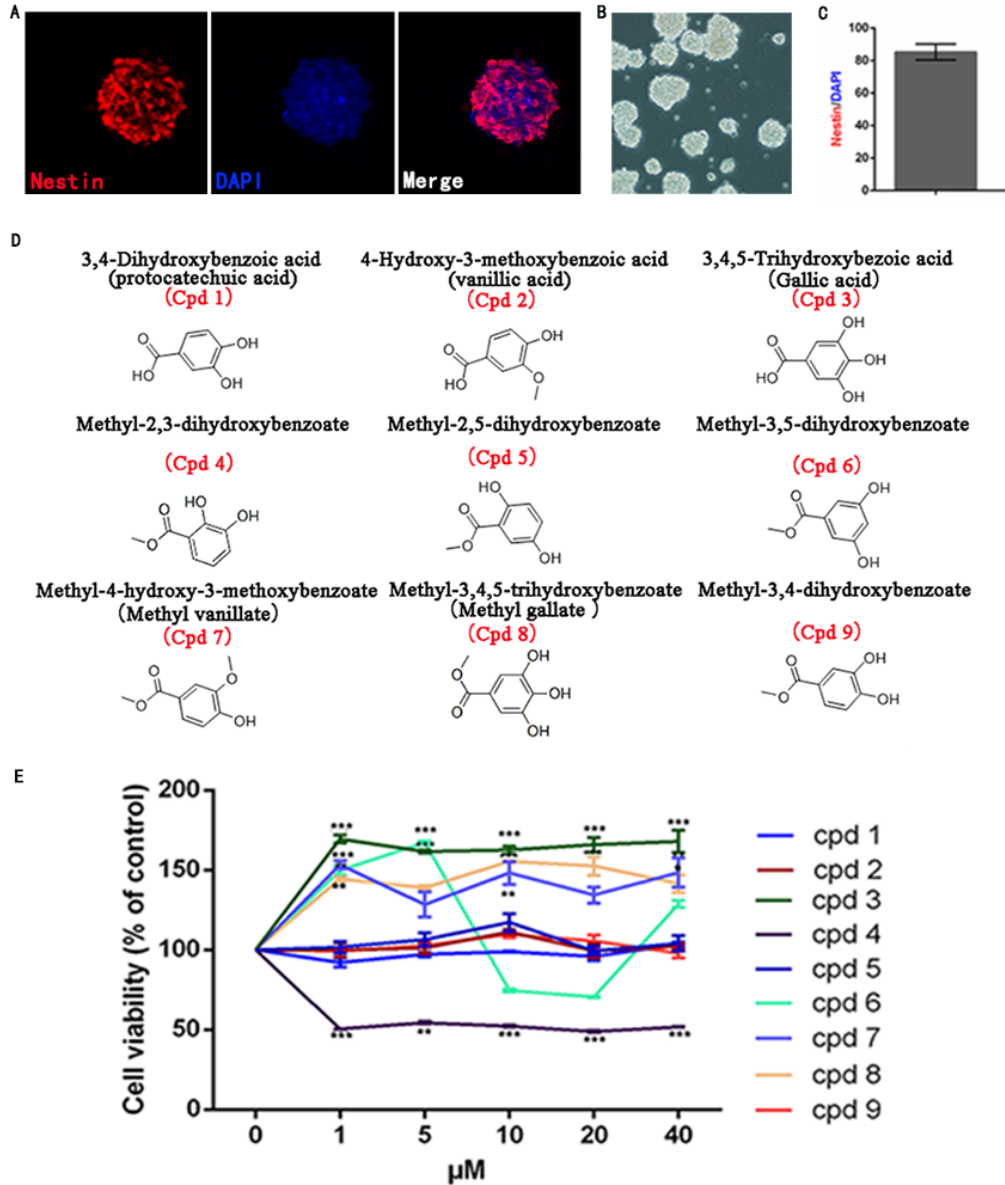 A
Nestin
DAPI
Merge
B
C
Nestin/DAPI
100
80
60
40
20
0
D
3,4-Dihydroxybenzoic acid
(protocatechuic acid)
(Cpd 1)
O
HO
OH
OH
4-Hydroxy-3-methoxybenzoic acid
(vanillic acid)
(Cpd 2)
O
HO
OH
O
3,4,5-Trihydroxybezoic acid
(Gallic acid)
(Cpd 3)
O
HO
OH
OH
OH
Methyl-2,3-dihydroxybenzoate
(Cpd 4)
O
HO
OH
O
Methyl-2,5-dihydroxybenzoate
(Cpd 5)
HO
O
O
OH
Methyl-3,5-dihydroxybenzoate
(Cpd 6)
OH
O
O
OH
Methyl-4-hydroxy-3-methoxybenzoate
(Methyl vanillate)
(Cpd 7)
O
O
O
OH
Methyl-3,4,5-trihydroxybenzoate
(Methyl gallate )
(Cpd 8)
O
O
OH
OH
OH
Methyl-3,4-dihydroxybenzoate
(Cpd 9)
O
O
OH
OH
E
Cell viability (% of control)
200
150
100
50
0
0 1 5 10 20 40
μM
*** *** *** *** ***
*** *** *** ***
** ** *
*** ** *** *** ***
cpd 1
cpd 2
cpd 3
cpd 4
cpd 5
cpd 6
cpd 7
cpd 8
cpd 9